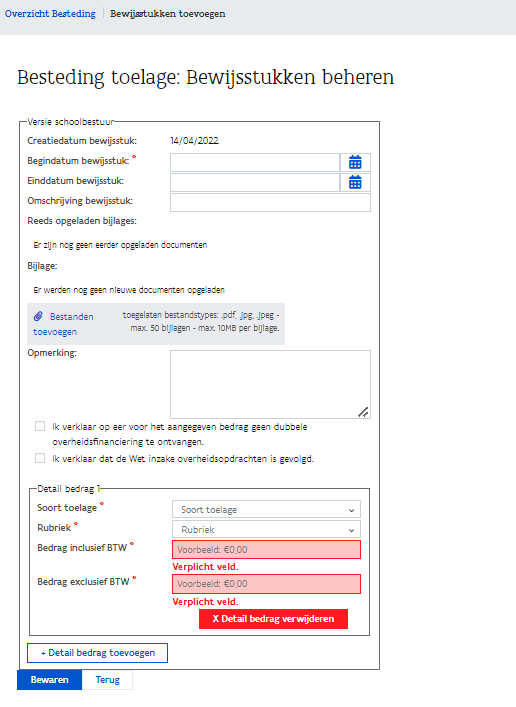 Overzicht Besteding Bewijsstukken toevoegen
Besteding toelage: Bewijsstukken beheren
Versie schoolbestuur
Creatiedatum bewijsstuk: 14/04/2022
Begindatum bewijsstuk: *
Einddatum bewijsstuk:
Omschrijving bewijsstuk:
Reeds opgeladen bijlages:
Er zijn nog geen eerder opgeladen documenten
Bijlage:
Er werden nog geen nieuwe documenten opgeladen
Bestanden toegelaten bestandstypes: .pdf, .jpg, .jpeg -
toevoegen max. 50 bijlagen - max. 10MB per bijlage.
Opmerking:
Ik verklaar op eer voor het aangegeven bedrag geen dubbele
overheidsfinanciering te ontvangen.
Ik verklaar dat de Wet inzake overheidsopdrachten is gevolgd.
Detail bedrag 1
Soort toelage * Soort toelage
Rubriek * Rubriek
Bedrag inclusief BTW * Voorbeeld: €0,00
Verplicht veld.
Bedrag exclusief BTW * Voorbeeld: €0,00
Verplicht veld.
X Detail bedrag verwijderen
+ Detail bedrag toevoegen
Bewaren Terug